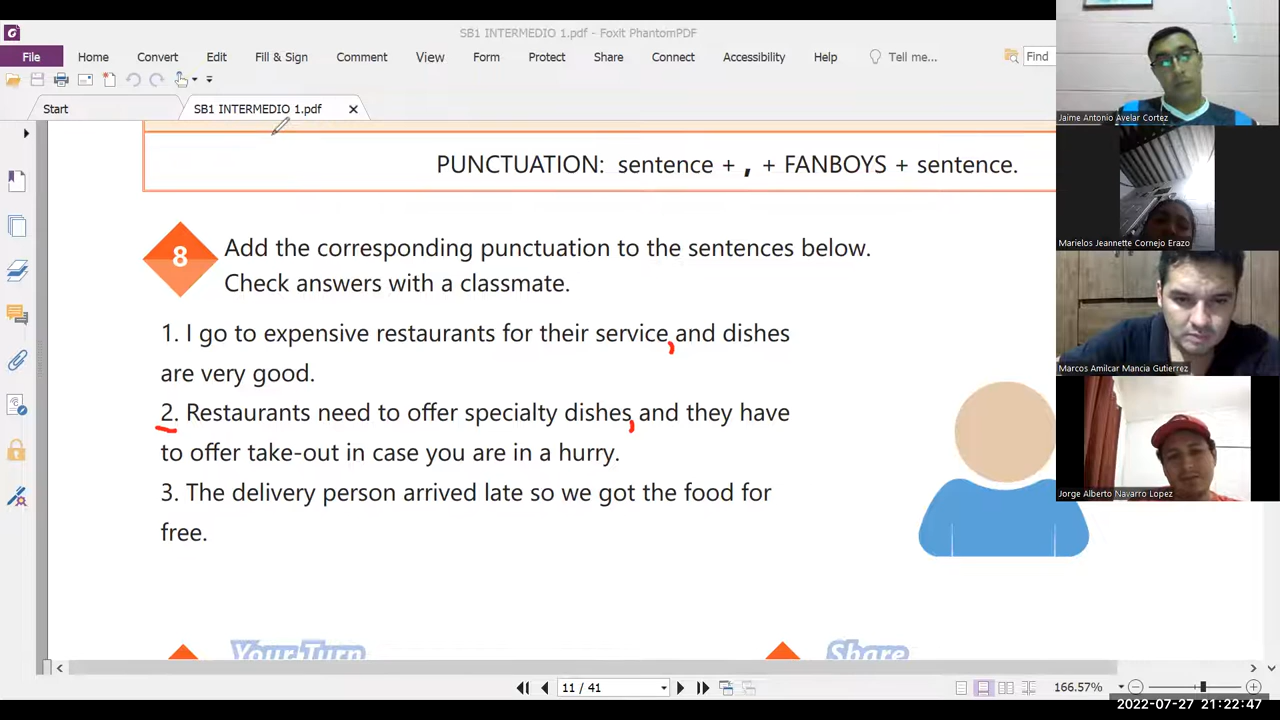 SB1 INTERMEDIO 1.pdf - Foxit PhantomPDF
File Home Convert Edit Fill & Sign Comment View Form Protect Share Connect Accessibility Help Tell me... Find
Start SB1 INTERMEDIO 1.pdf
PUNCTUATION: sentence + , + FANBOYS + sentence.
8 Add the corresponding punctuation to the sentences below.
Check answers with a classmate.
1. I go to expensive restaurants for their service, and dishes
are very good.
2. Restaurants need to offer specialty dishes, and they have
to offer take-out in case you are in a hurry.
3. The delivery person arrived late so we got the food for
free.
Your Turn Share
11 / 41 166.57%
Jaime Antonio Avelar Cortez
Marielos Jeannette Cornejo Erazo
Marcos Amilcar Mancia Gutierrez
Jorge Alberto Navarro Lopez
2022-07-27 21:22:47